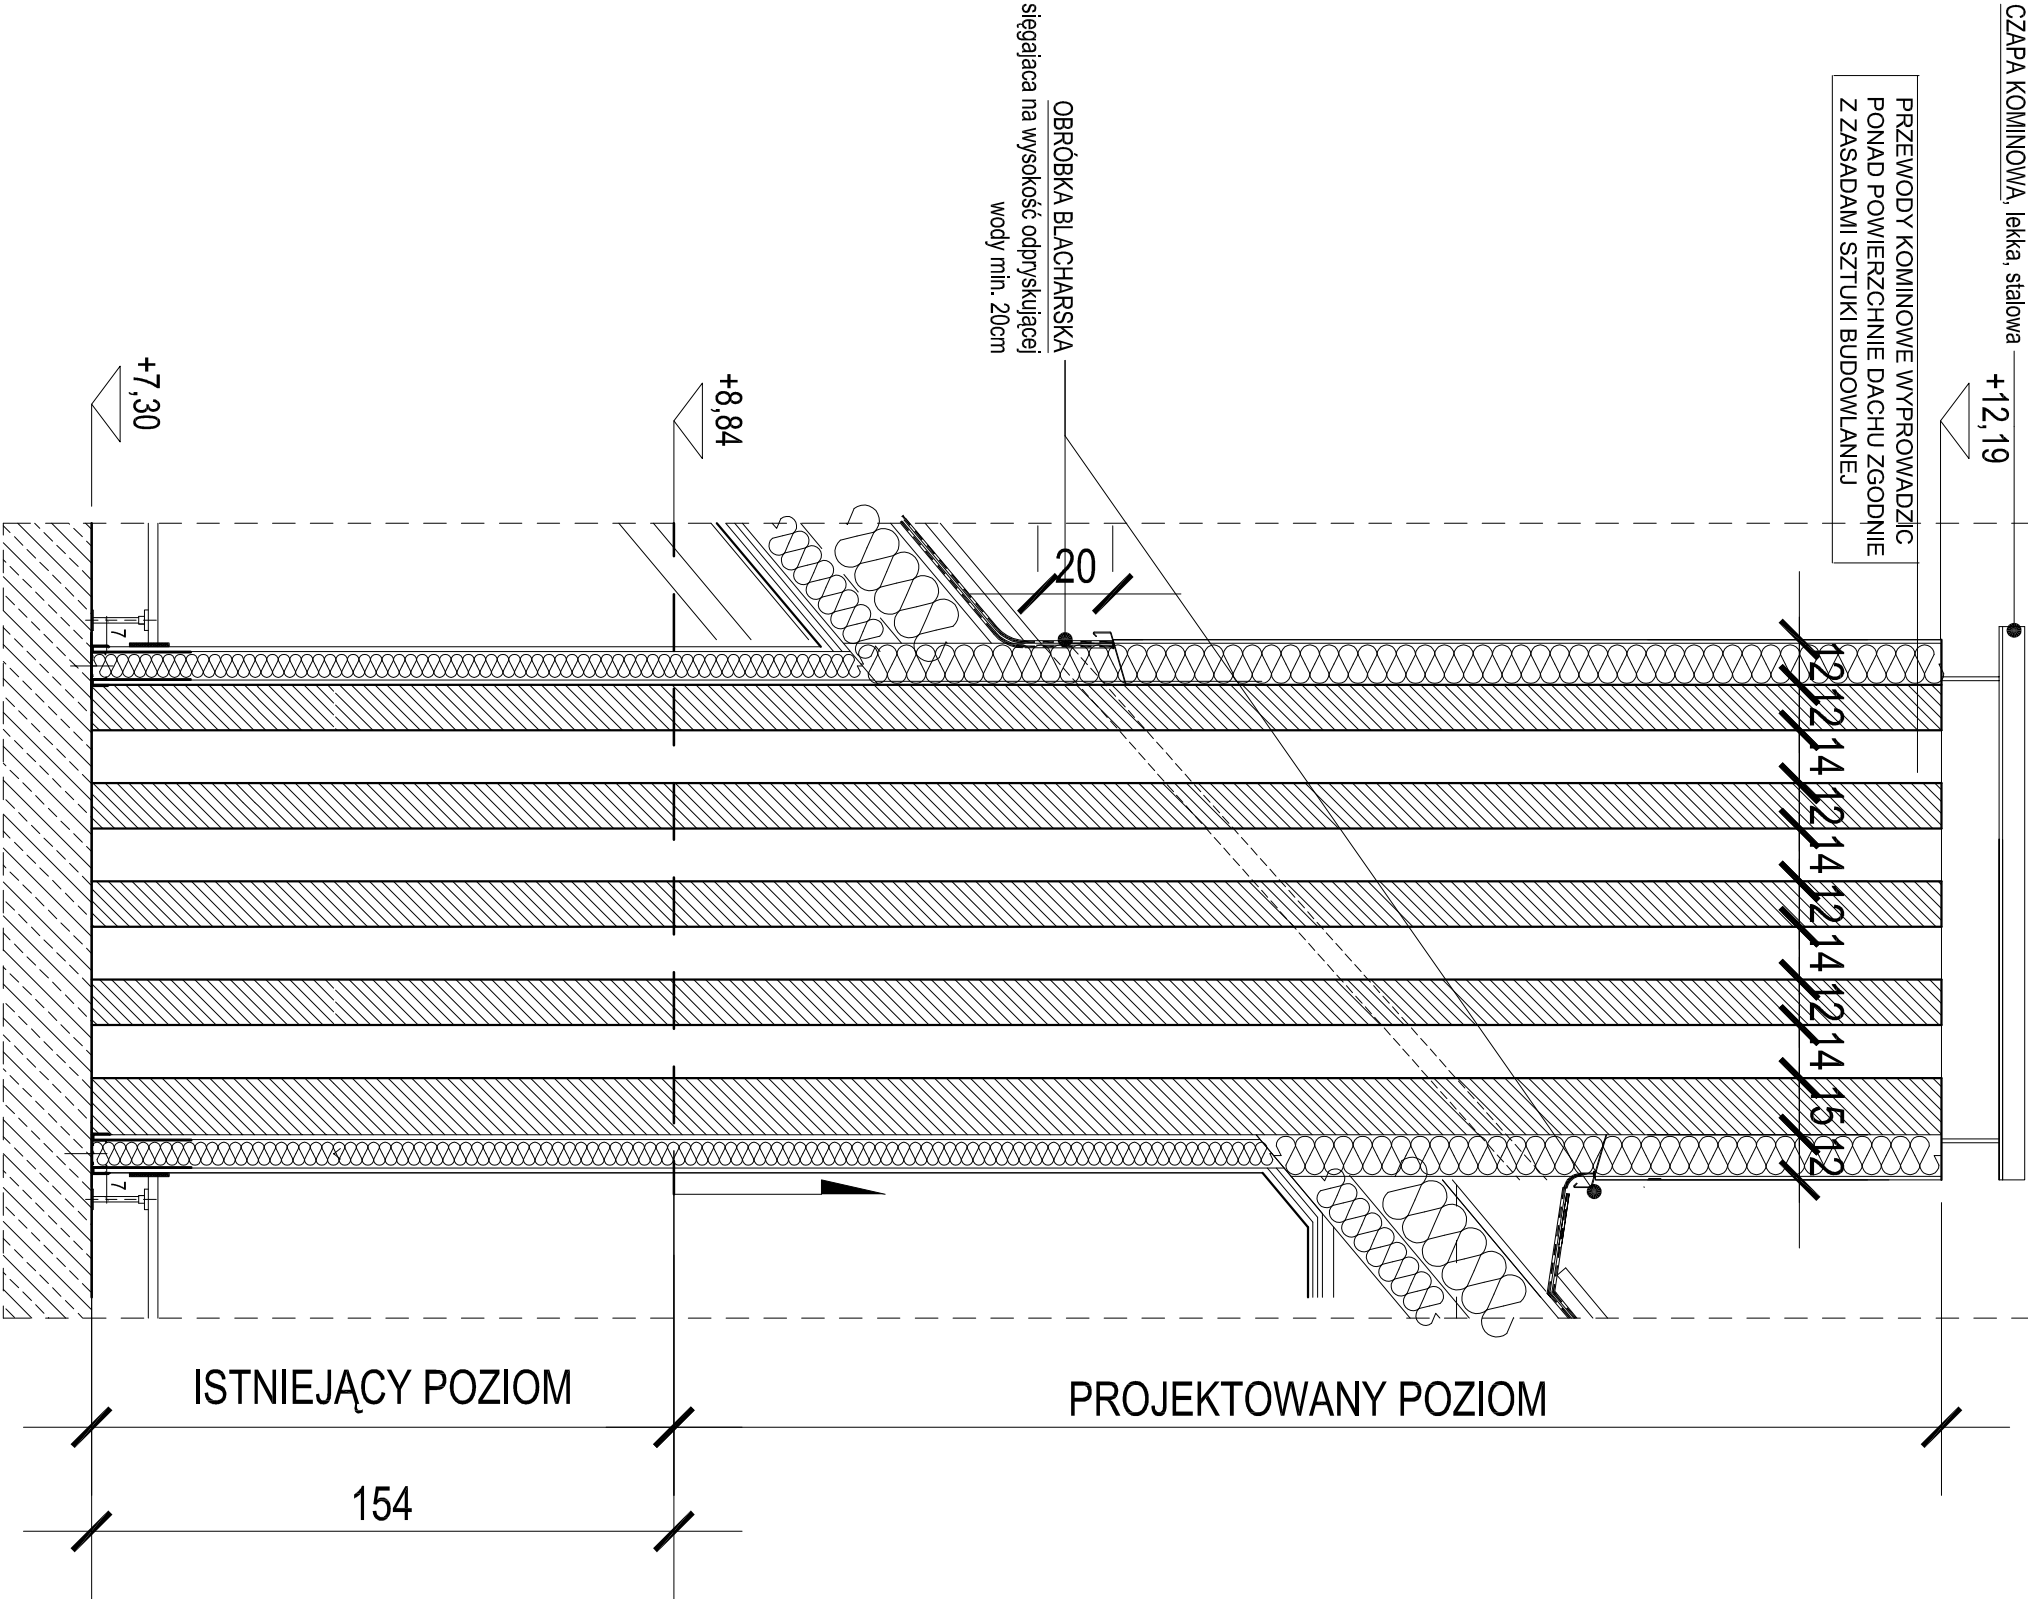 CZAPA KOMINOWA, lekka, stalowa
+12,19
PRZEWODY KOMINOWE WYPROWADZIC
PONAD POWIERZCHNIE DACHU ZGODNIE
Z ZASADAMI SZTUKI BUDOWLANEJ
12
12
14
12
14
12
14
12
14
15
12
OBRÓBKA BLACHARSKA
sięgajaca na wysokość odpryskującej
wody min. 20cm
20
+8,84
+7,30
7
7
ISTNIEJĄCY POZIOM
PROJEKTOWANY POZIOM
154